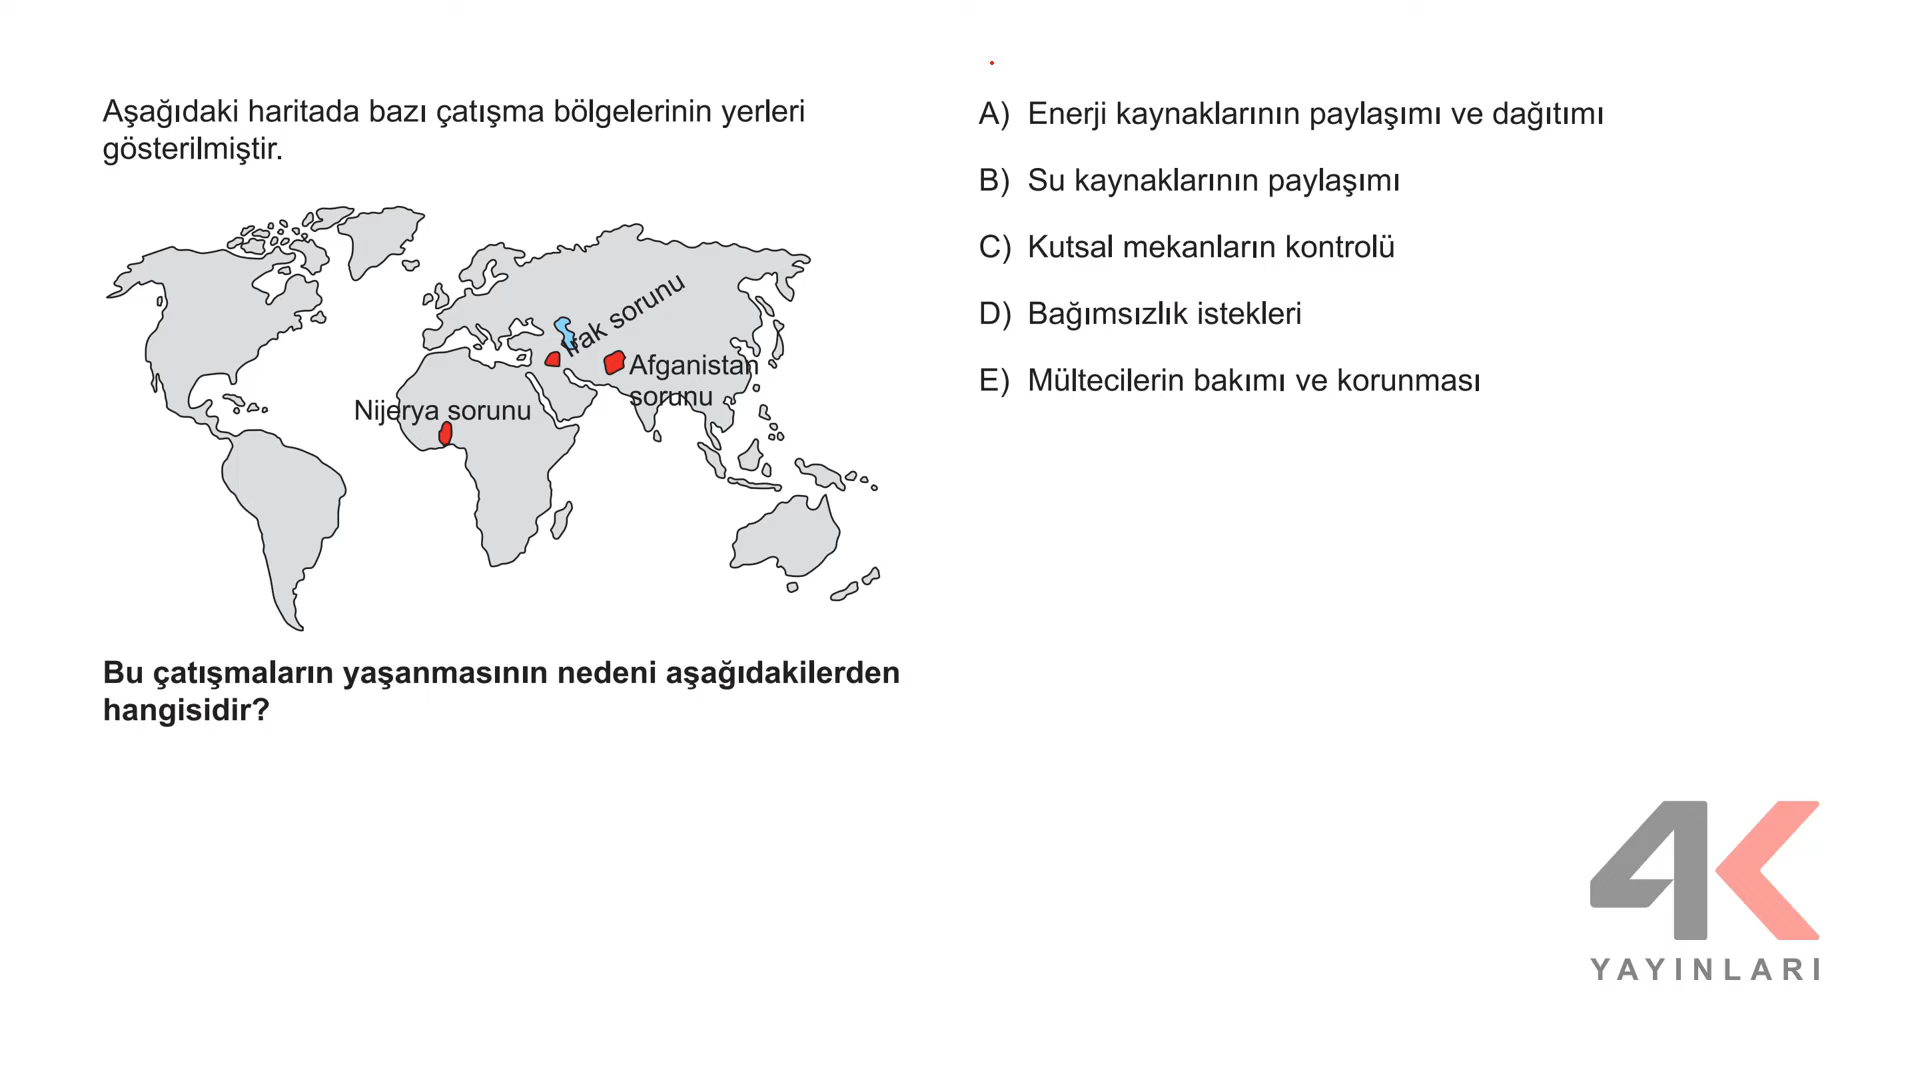 Aşağıdaki haritada bazı çatışma bölgelerinin yerleri
gösterilmiştir.
Irak sorunu
Afganistan
sorunu
Nijerya sorunu
Bu çatışmaların yaşanmasının nedeni aşağıdakilerden
hangisidir?
A) Enerji kaynaklarının paylaşımı ve dağıtımı
B) Su kaynaklarının paylaşımı
C) Kutsal mekanların kontrolü
D) Bağımsızlık istekleri
E) Mültecilerin bakımı ve korunması
4K
YAYINLARI